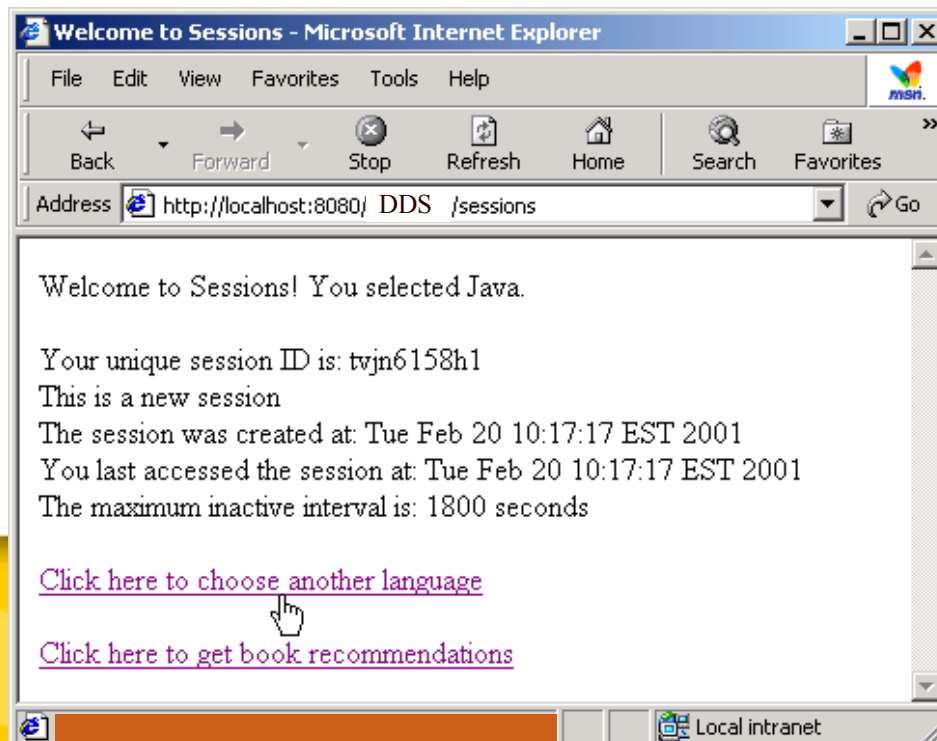 Welcome to Sessions - Microsoft Internet Explorer
File Edit View Favorites Tools Help
msn.
Back Forward Stop Refresh Home Search Favorites »
Address http://localhost:8080/ DDS /sessions Go
Welcome to Sessions! You selected Java.
Your unique session ID is: tvjn6158h1
This is a new session
The session was created at: Tue Feb 20 10:17:17 EST 2001
You last accessed the session at: Tue Feb 20 10:17:17 EST 2001
The maximum inactive interval is: 1800 seconds
Click here to choose another language
Click here to get book recommendations
Local intranet